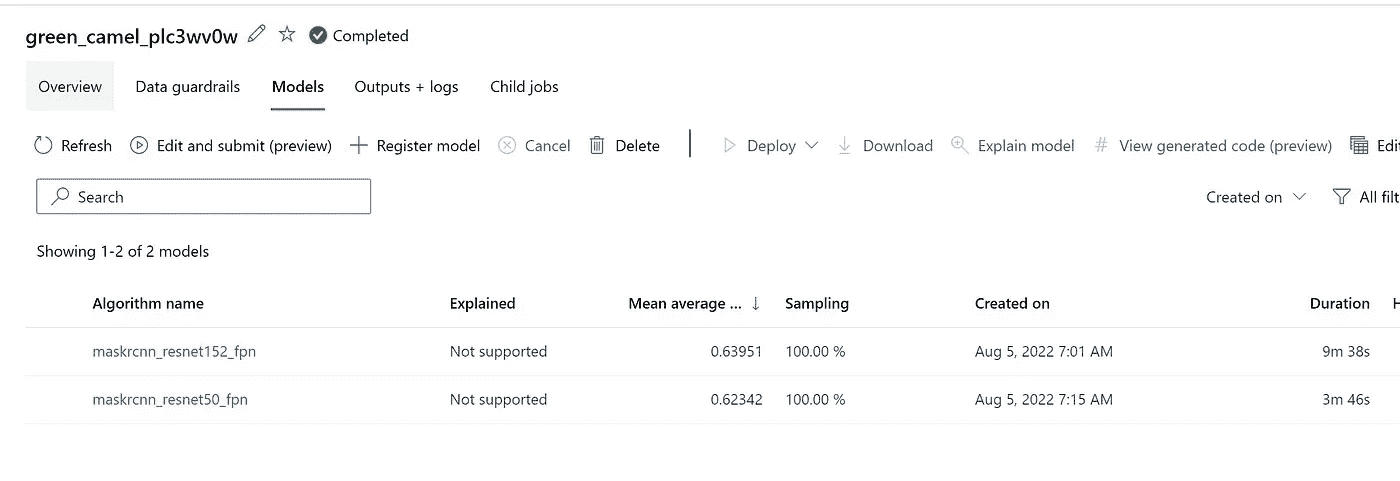 green_camel_plc3wv0w Completed
Overview Data guardrails Models Outputs + logs Child jobs
Refresh Edit and submit (preview) Register model Cancel Delete Deploy Download Explain model # View generated code (preview) Edi
Search Created on All filt
Showing 1-2 of 2 models
Algorithm name Explained Mean average ... ↓ Sampling Created on Duration H
maskrcnn_resnet152_fpn Not supported 0.63951 100.00 % Aug 5, 2022 7:01 AM 9m 38s
maskrcnn_resnet50_fpn Not supported 0.62342 100.00 % Aug 5, 2022 7:15 AM 3m 46s